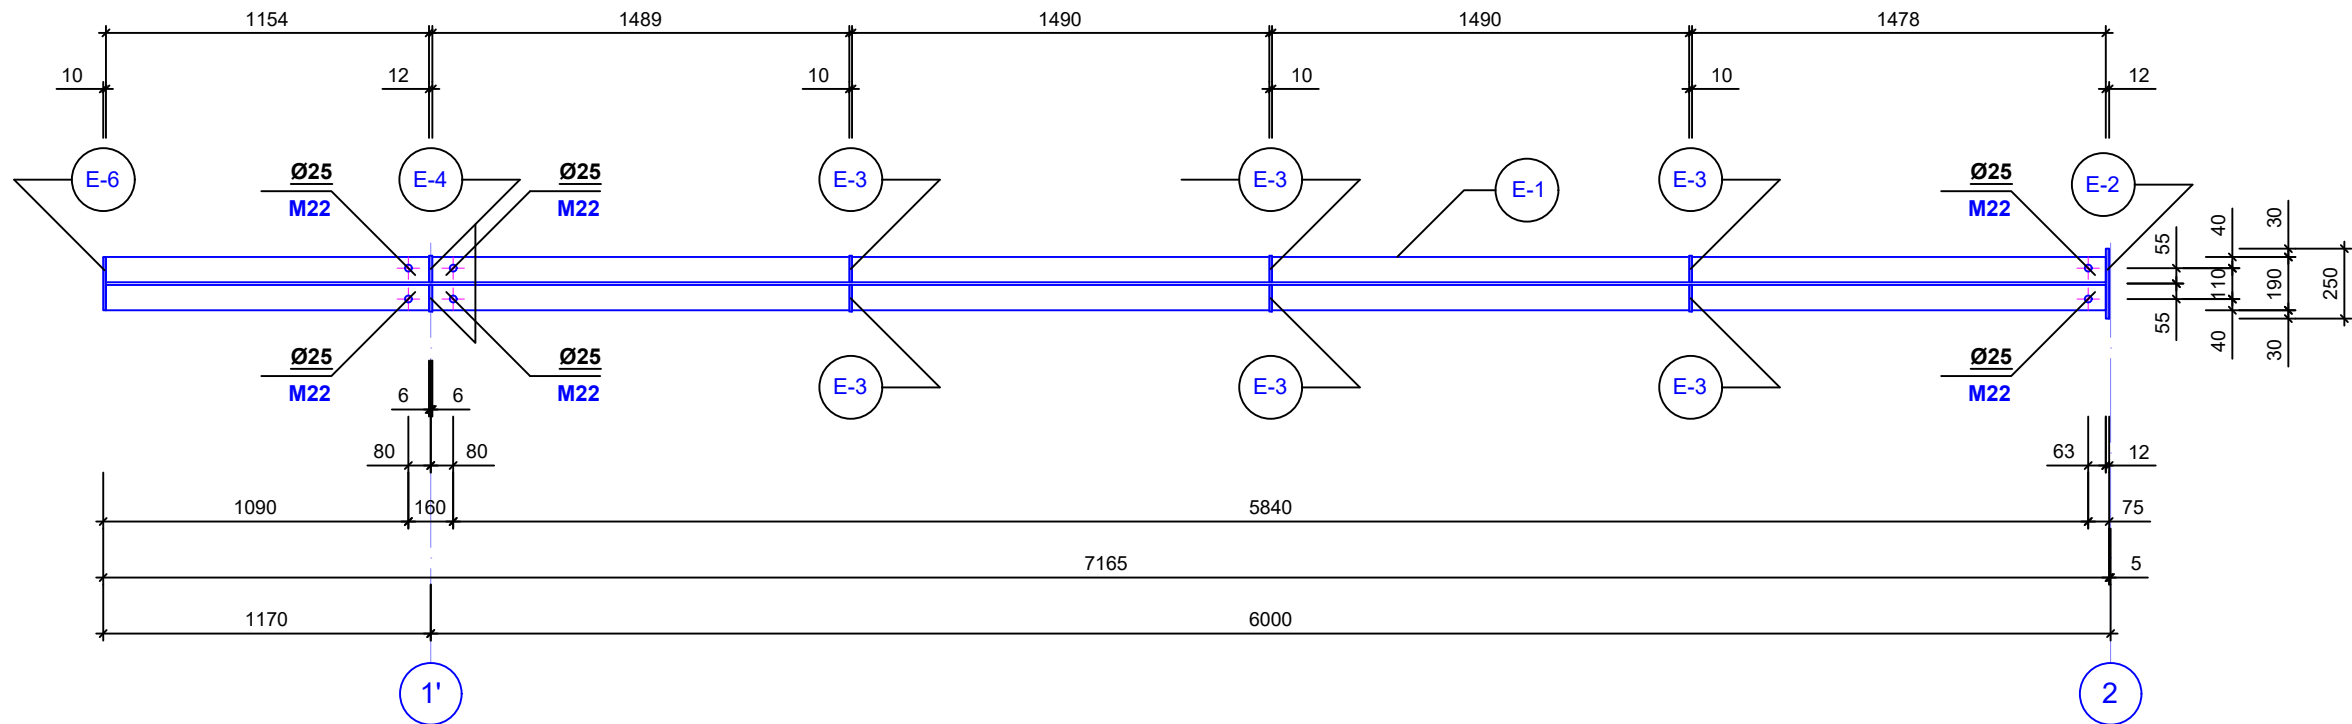 1154 1489 1490 1490 1478
10 12 10 10 10 12
E-6 E-4 E-3 E-3 E-1 E-3 E-2
Ø25 Ø25 Ø25
M22 M22 M22
55 40 30
110 190 250
55 40 30
Ø25 Ø25 Ø25
M22 M22 M22
E-3 E-3 E-3
6 6
80 80 63 12
1090 160 5840 75
7165 5
1170 6000
1' 2